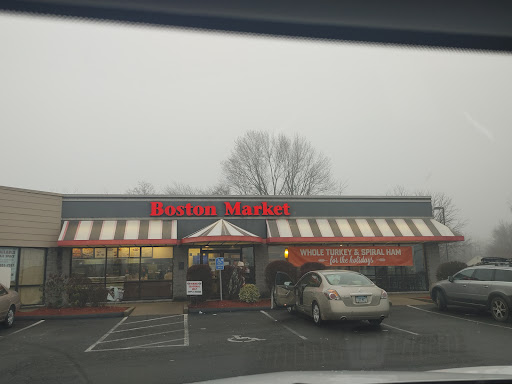 Boston Market
WHOLE TURKEY & SPIRAL HAM
for the holidays